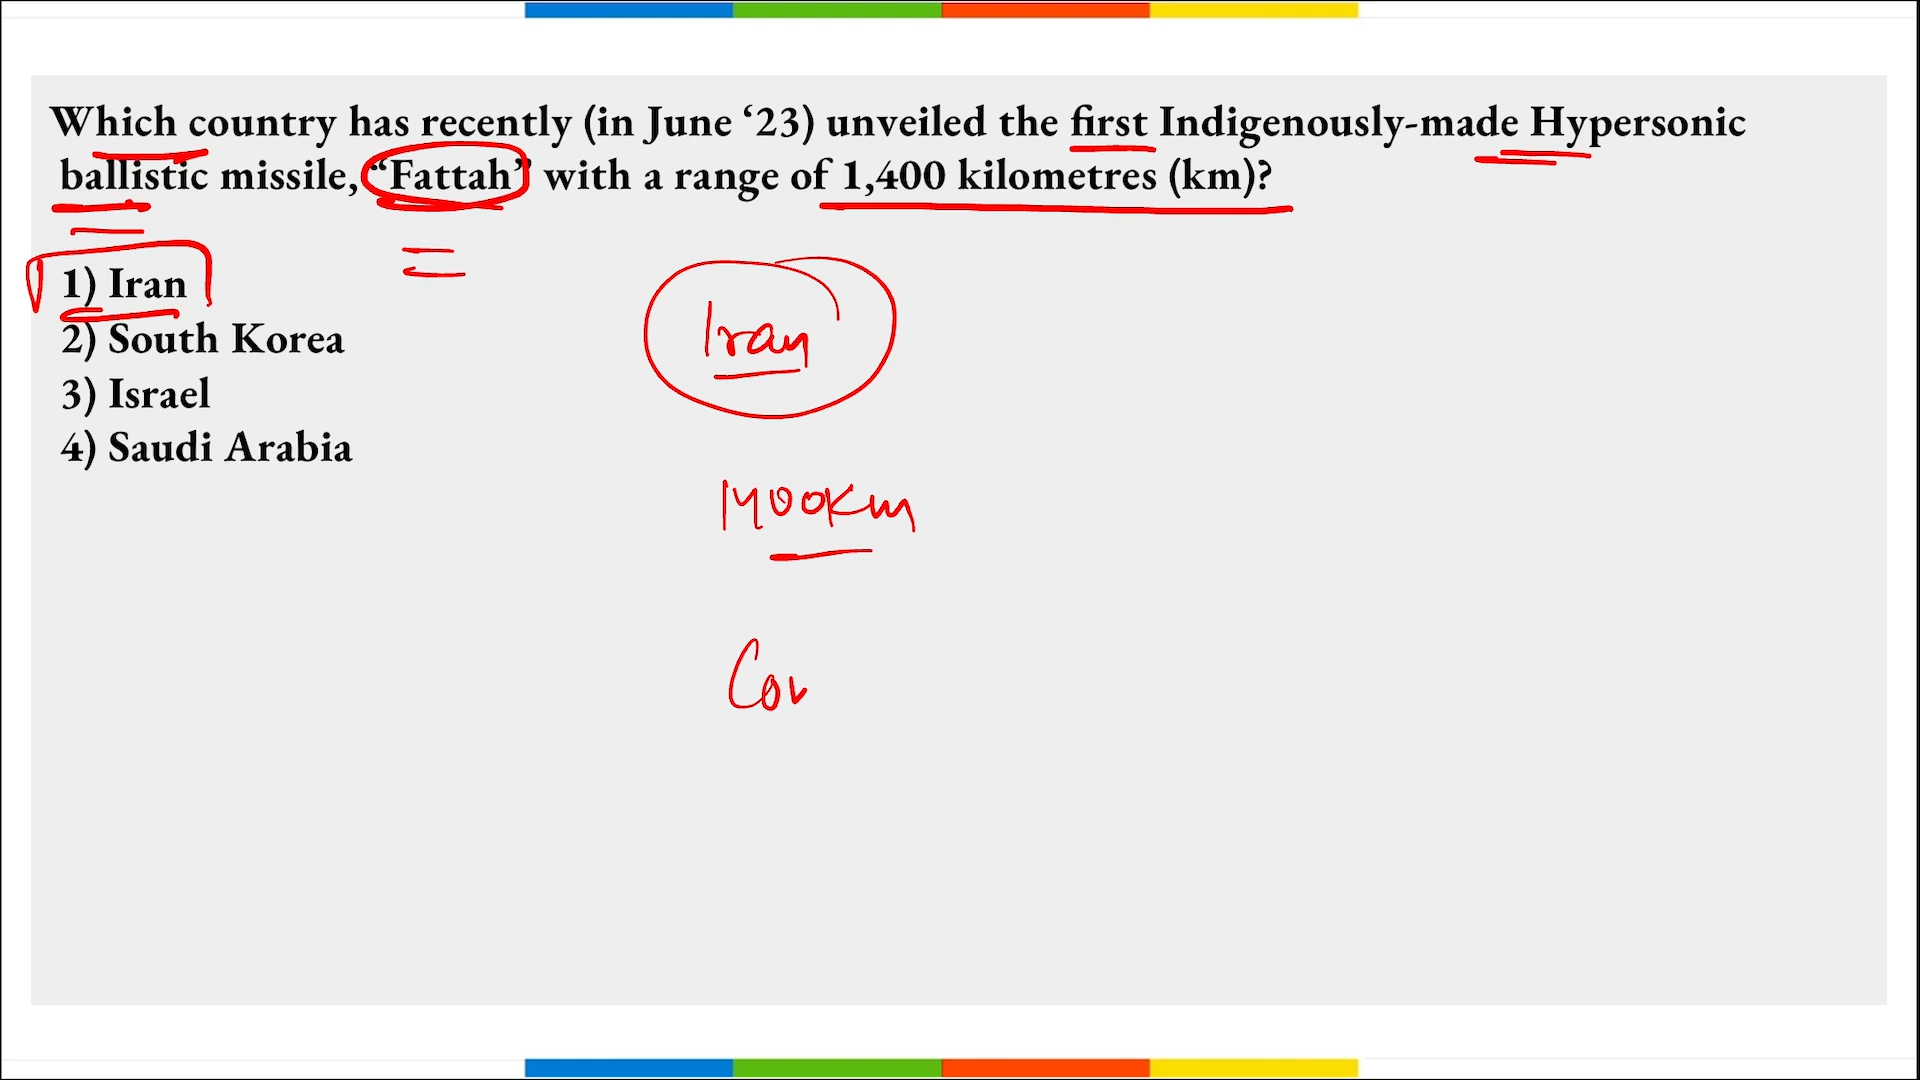 Which country has recently (in June ‘23) unveiled the first Indigenously-made Hypersonic
ballistic missile, “Fattah” with a range of 1,400 kilometres (km)?
1) Iran
2) South Korea
3) Israel
4) Saudi Arabia
Iran
1400km